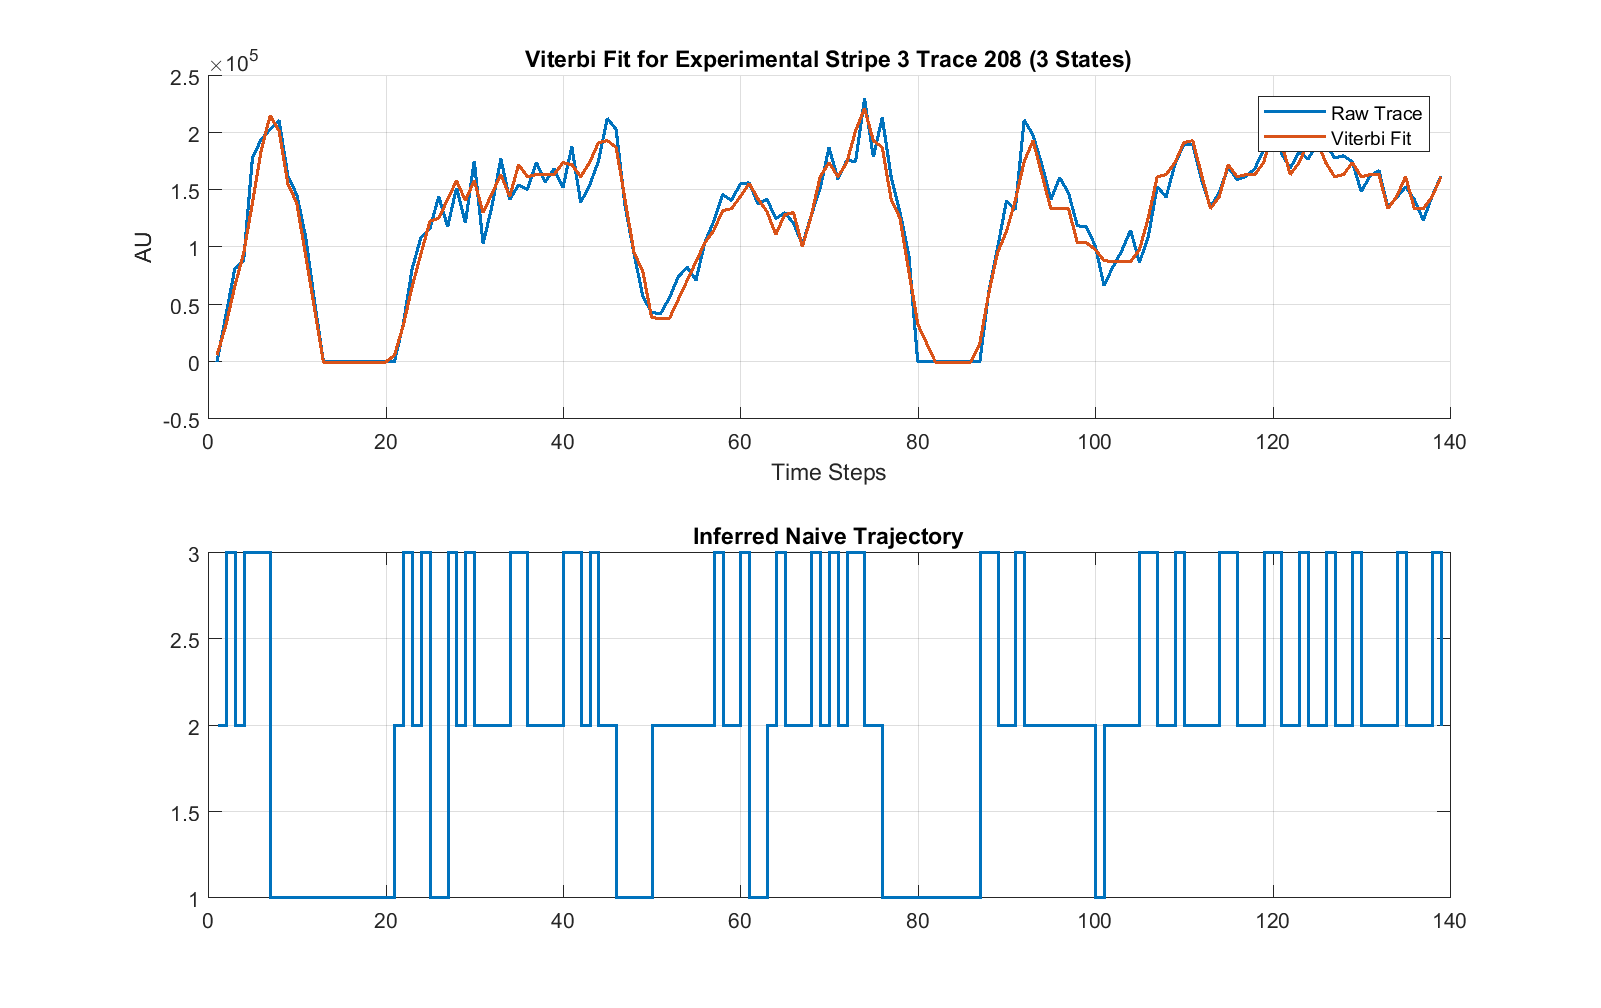 Viterbi Fit for Experimental Stripe 3 Trace 208 (3 States)
×10^5
2.5
2
1.5
1
0.5
0
-0.5
AU
Raw Trace
Viterbi Fit
0 20 40 60 80 100 120 140
Time Steps
Inferred Naive Trajectory
3
2.5
2
1.5
1
0 20 40 60 80 100 120 140